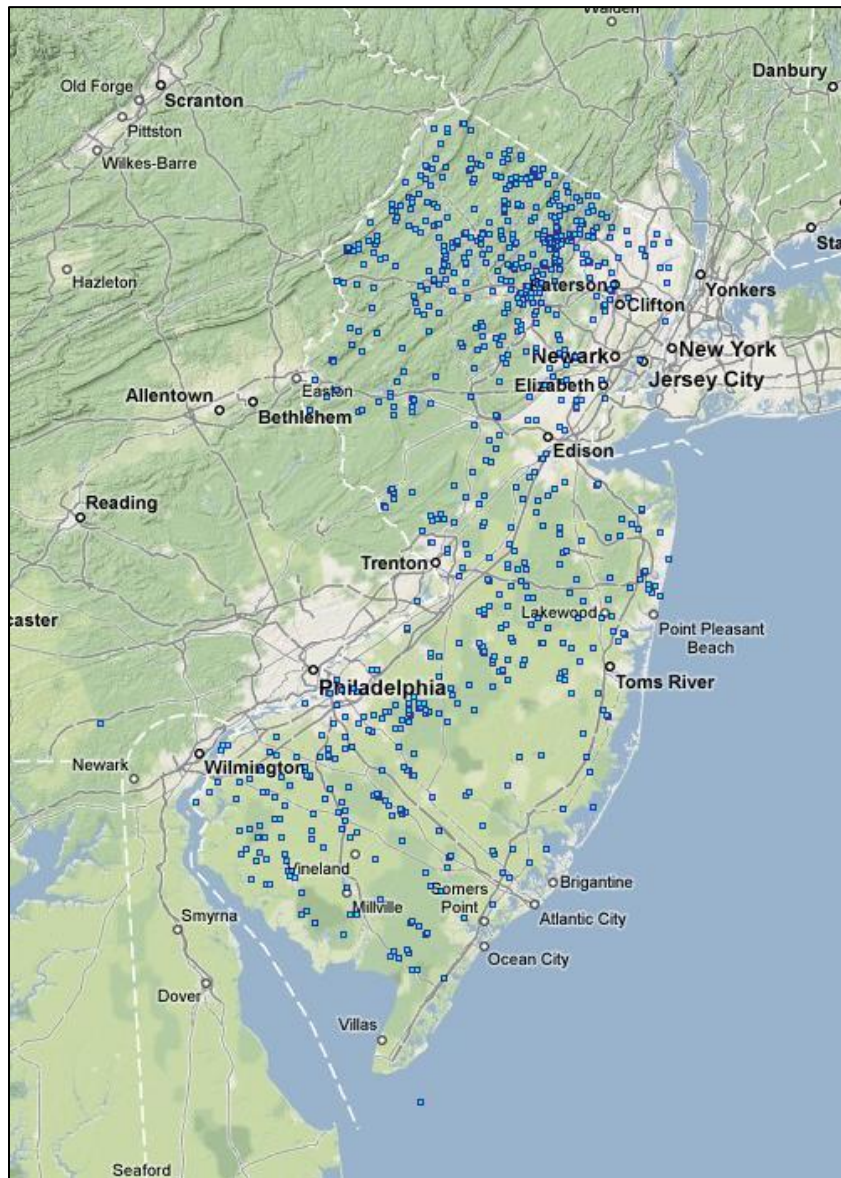 Walden
Danbury
Old Forge
Scranton
Pittston
Wilkes-Barre
Sta
Hazleton
Yonkers
Paterson
Clifton
New York
Newark
Jersey City
Easton
Elizabeth
Allentown
Bethlehem
Edison
Reading
Trenton
Lakewood
caster
Point Pleasant
Beach
Toms River
Philadelphia
Newark
Wilmington
Vineland
Brigantine
Somers
Point
Millville
Atlantic City
Smyrna
Ocean City
Dover
Villas
Seaford